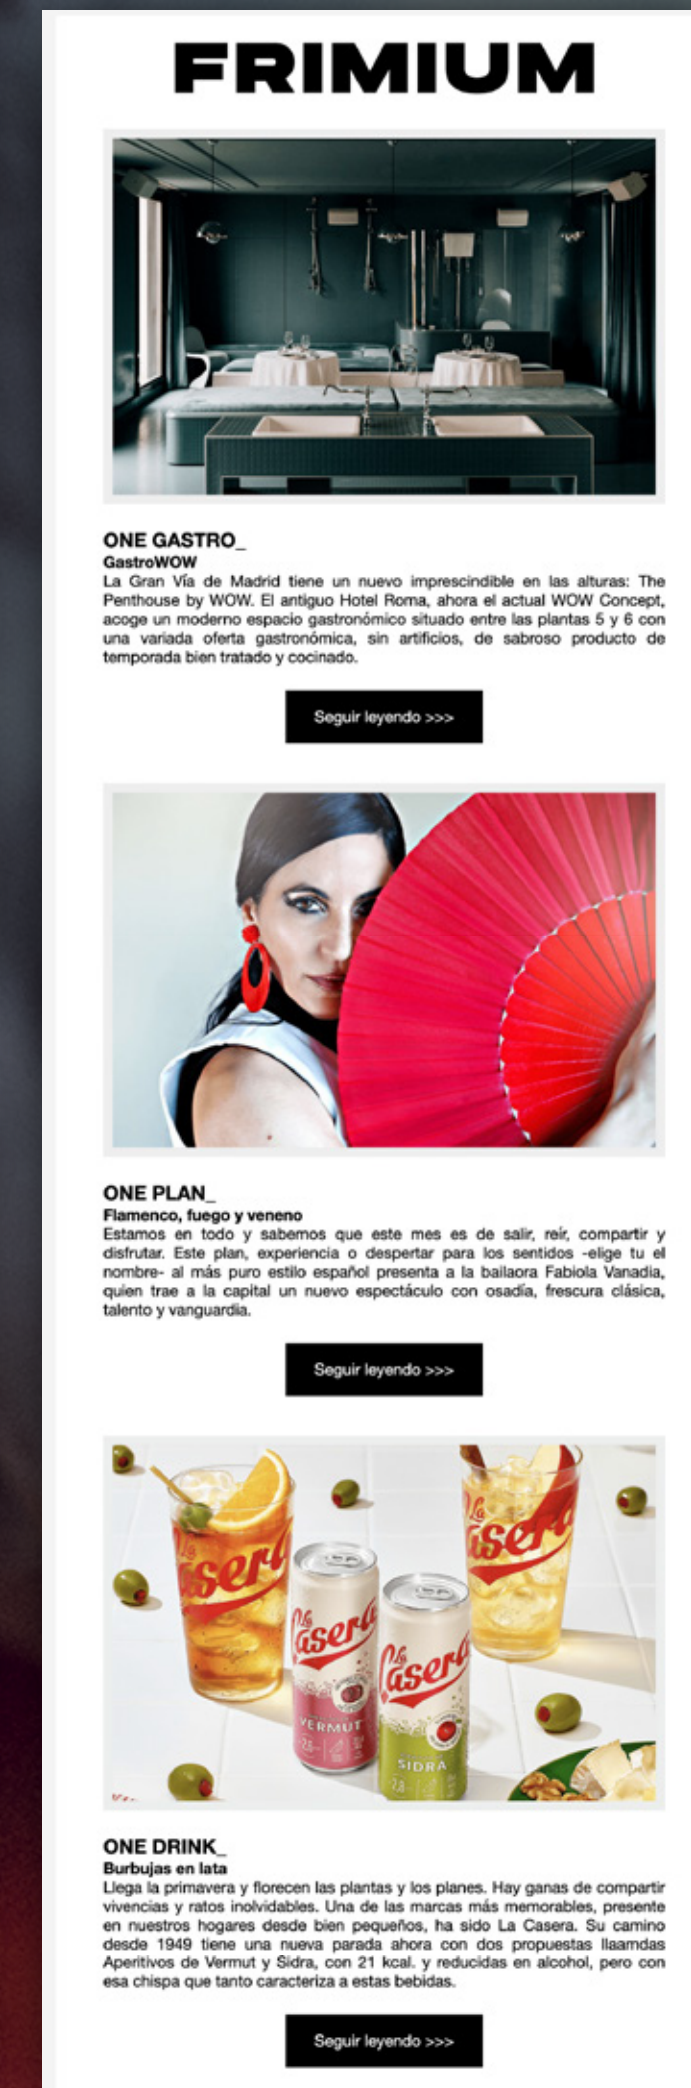 FRIMIUM
ONE GASTRO_
GastroWOW
La Gran Vía de Madrid tiene un nuevo imprescindible en las alturas: The
Penthouse by WOW. El antiguo Hotel Roma, ahora el actual WOW Concept,
acoge un moderno espacio gastronómico situado entre las plantas 5 y 6 con
una variada oferta gastronómica, sin artificios, de sabroso producto de
temporada bien tratado y cocinado.
Seguir leyendo >>>
ONE PLAN_
Flamenco, fuego y veneno
Estamos en todo y sabemos que este mes es de salir, reír, compartir y
disfrutar. Este plan, experiencia o despertar para los sentidos -elige tu el
nombre- al más puro estilo español presenta a la bailaora Fabiola Vanadia,
quien trae a la capital un nuevo espectáculo con osadía, frescura clásica,
talento y vanguardia.
Seguir leyendo >>>
La Casera
La Casera
La Casera
VERMUT
La Casera
SIDRA
ONE DRINK_
Burbujas en lata
Llega la primavera y florecen las plantas y los planes. Hay ganas de compartir
vivencias y ratos inolvidables. Una de las marcas más memorables, presente
en nuestros hogares desde bien pequeños, ha sido La Casera. Su camino
desde 1949 tiene una nueva parada ahora con dos propuestas llaamdas
Aperitivos de Vermut y Sidra, con 21 kcal. y reducidas en alcohol, pero con
esa chispa que tanto caracteriza a estas bebidas.
Seguir leyendo >>>